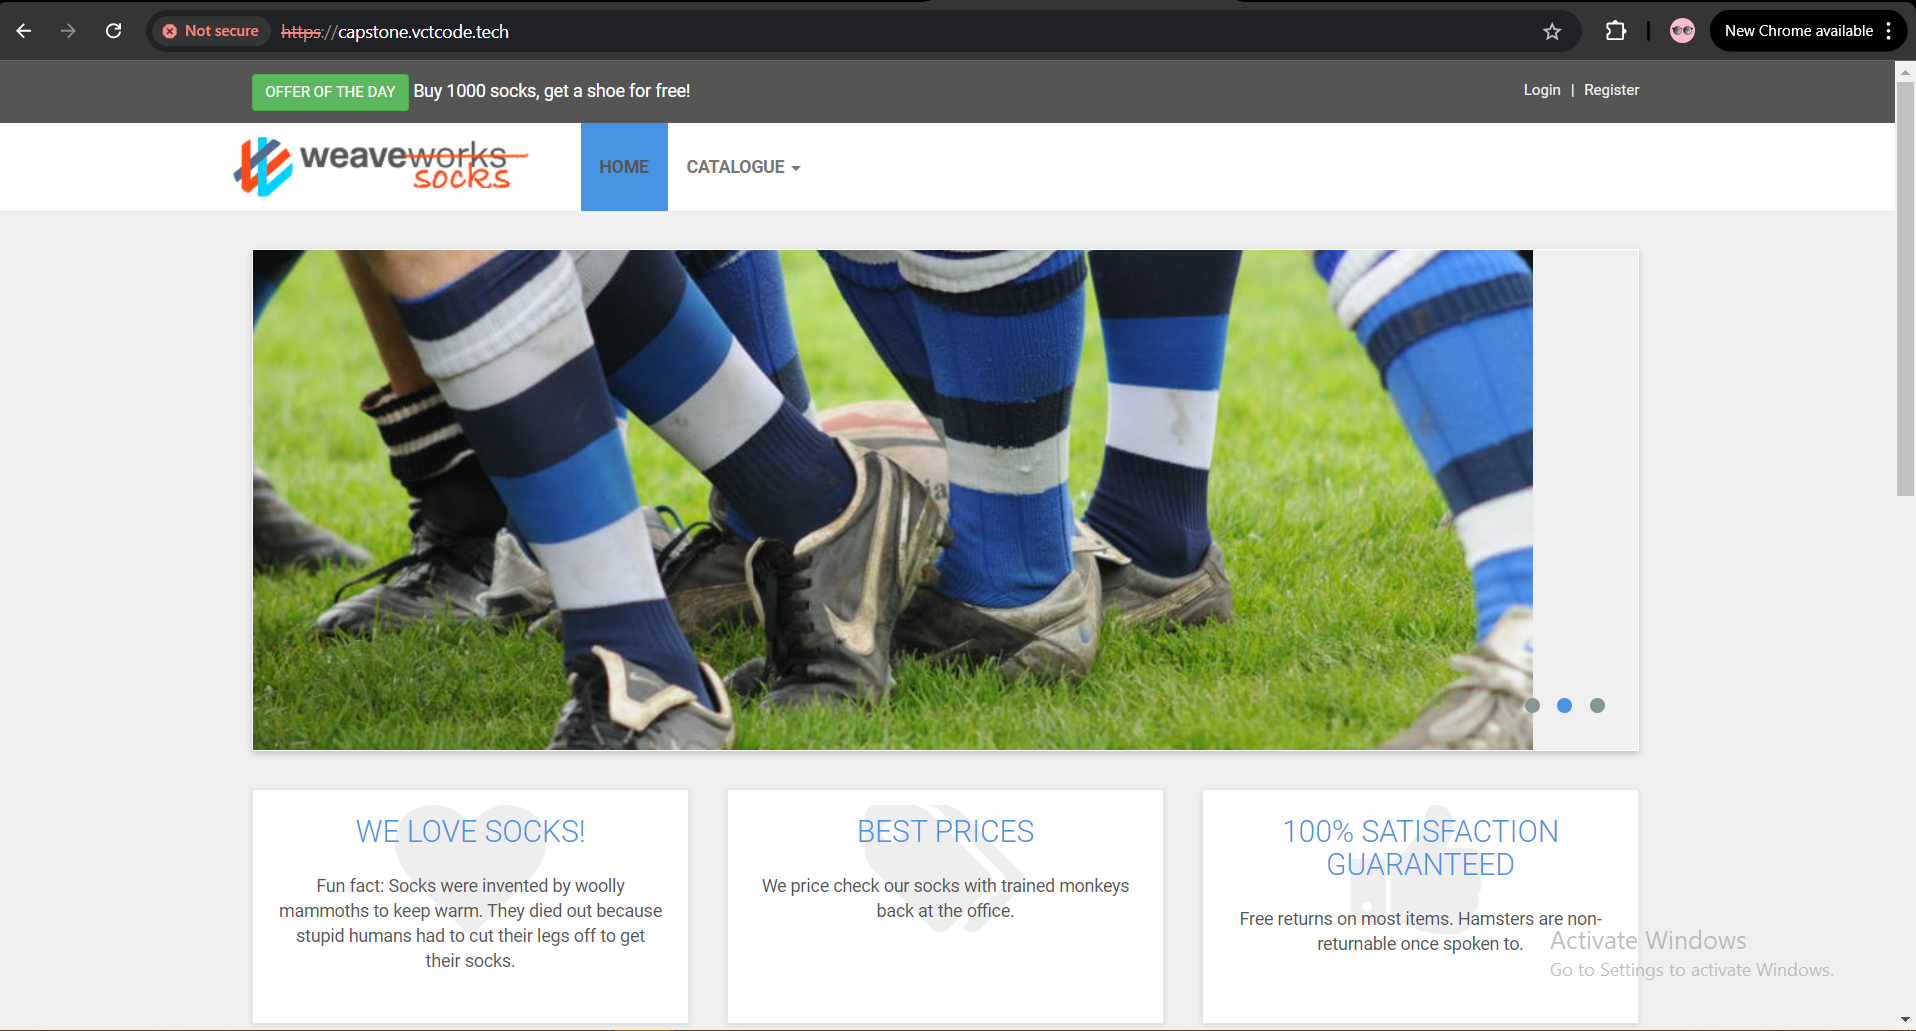 Not secure https://capstone.vctcode.tech New Chrome available
OFFER OF THE DAY Buy 1000 socks, get a shoe for free! Login | Register
weaveworks
socks
HOME CATALOGUE
WE LOVE SOCKS!
Fun fact: Socks were invented by woolly
mammoths to keep warm. They died out because
stupid humans had to cut their legs off to get
their socks.
BEST PRICES
We price check our socks with trained monkeys
back at the office.
100% SATISFACTION
GUARANTEED
Free returns on most items. Hamsters are non-
returnable once spoken to.
Activate Windows
Go to Settings to activate Windows.